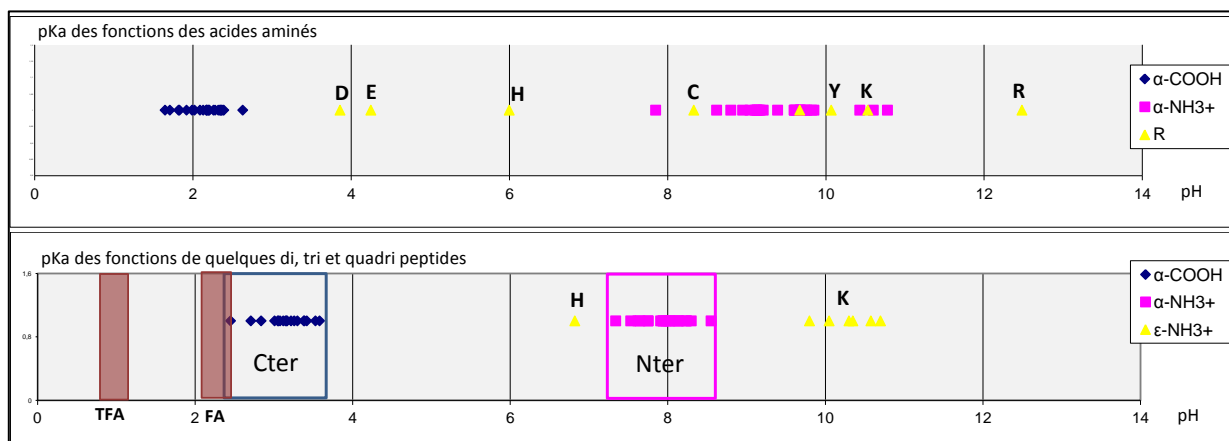 pKa des fonctions des acides aminés
D E H C Y K R
α-COOH
α-NH3+
R
0 2 4 6 8 10 12 14 pH
pKa des fonctions de quelques di, tri et quadri peptides
1,6
0,8
0
H K
Cter Nter
α-COOH
α-NH3+
ε-NH3+
0 2 4 6 8 10 12 14
TFA FA pH